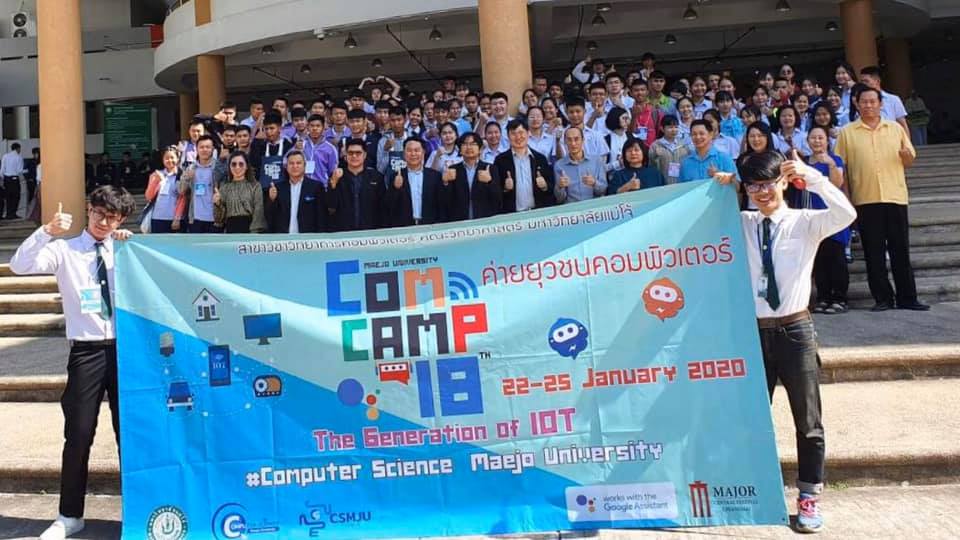 สาขาวิชาวิทยาการคอมพิวเตอร์ คณะวิทยาศาสตร์ มหาวิทยาลัยแม่โจ้
MAEJO UNIVERSITY
COM
CAMP
'18TH
ค่ายยุวชนคอมพิวเตอร์
IOT
22-25 January 2020
The Generation of IOT
#Computer Science Maejo University
CSMJU
works with the
Google Assistant
MAJOR
CENTRAL FESTIVAL
CHIANGMAI